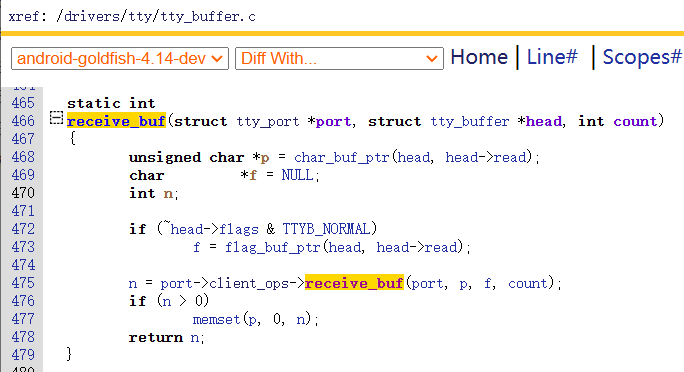 xref: /drivers/tty/tty_buffer.c
android-goldfish-4.14-dev Diff With... Home | Line# | Scopes#
465 static int
466 receive_buf(struct tty_port *port, struct tty_buffer *head, int count)
467 {
468 unsigned char *p = char_buf_ptr(head, head->read);
469 char *f = NULL;
470 int n;
471
472 if (~head->flags & TTYB_NORMAL)
473 f = flag_buf_ptr(head, head->read);
474
475 n = port->client_ops->receive_buf(port, p, f, count);
476 if (n > 0)
477 memset(p, 0, n);
478 return n;
479 }